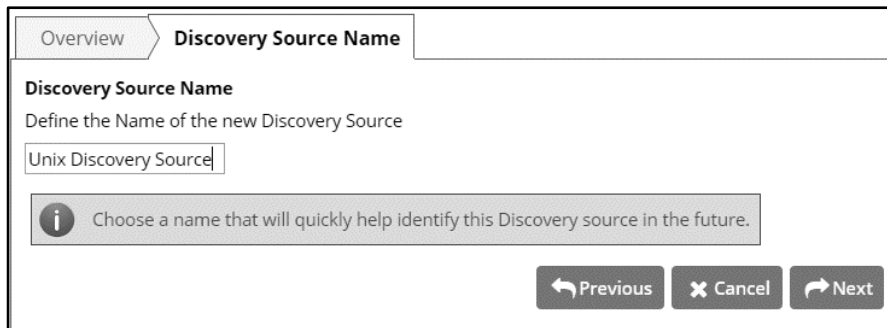 Overview
Discovery Source Name
Discovery Source Name
Define the Name of the new Discovery Source
Unix Discovery Source
Choose a name that will quickly help identify this Discovery source in the future.
Previous
Cancel
Next